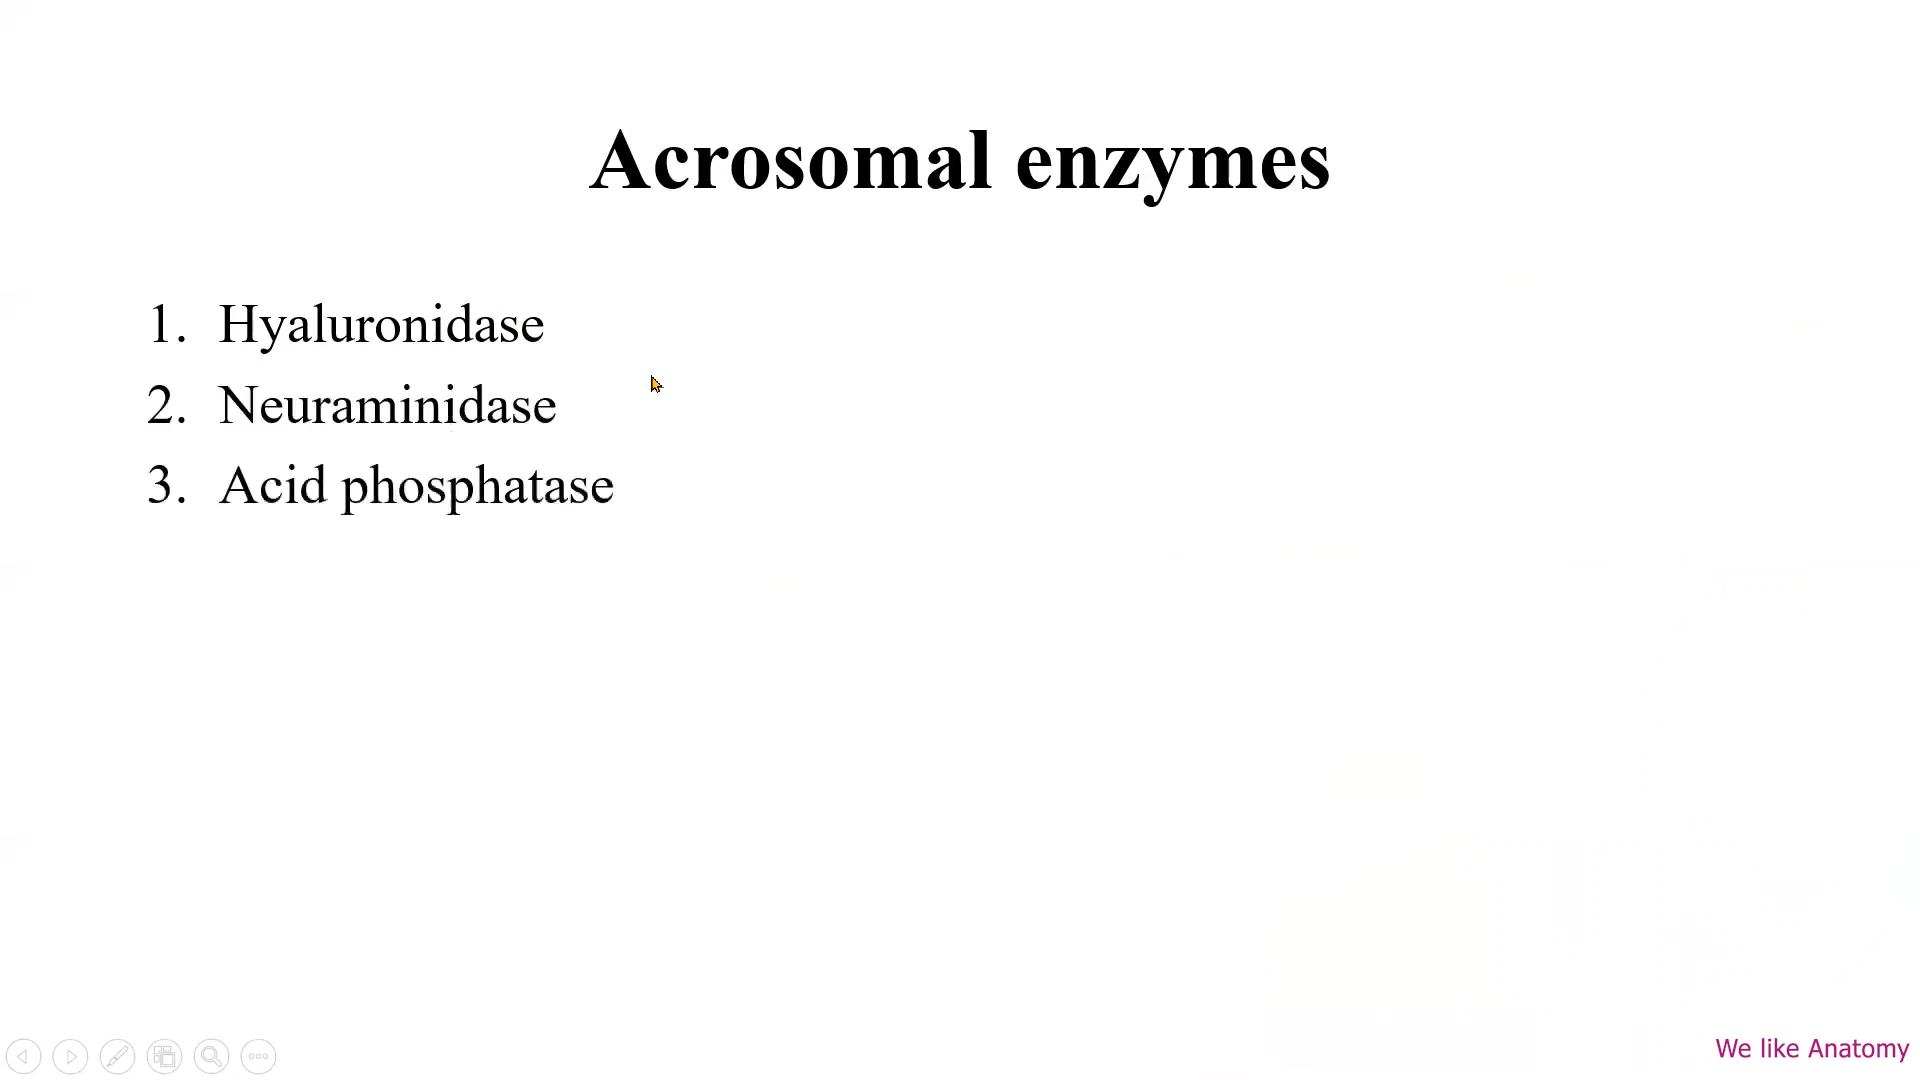 Acrosomal enzymes
1. Hyaluronidase
2. Neuraminidase
3. Acid phosphatase
We like Anatomy